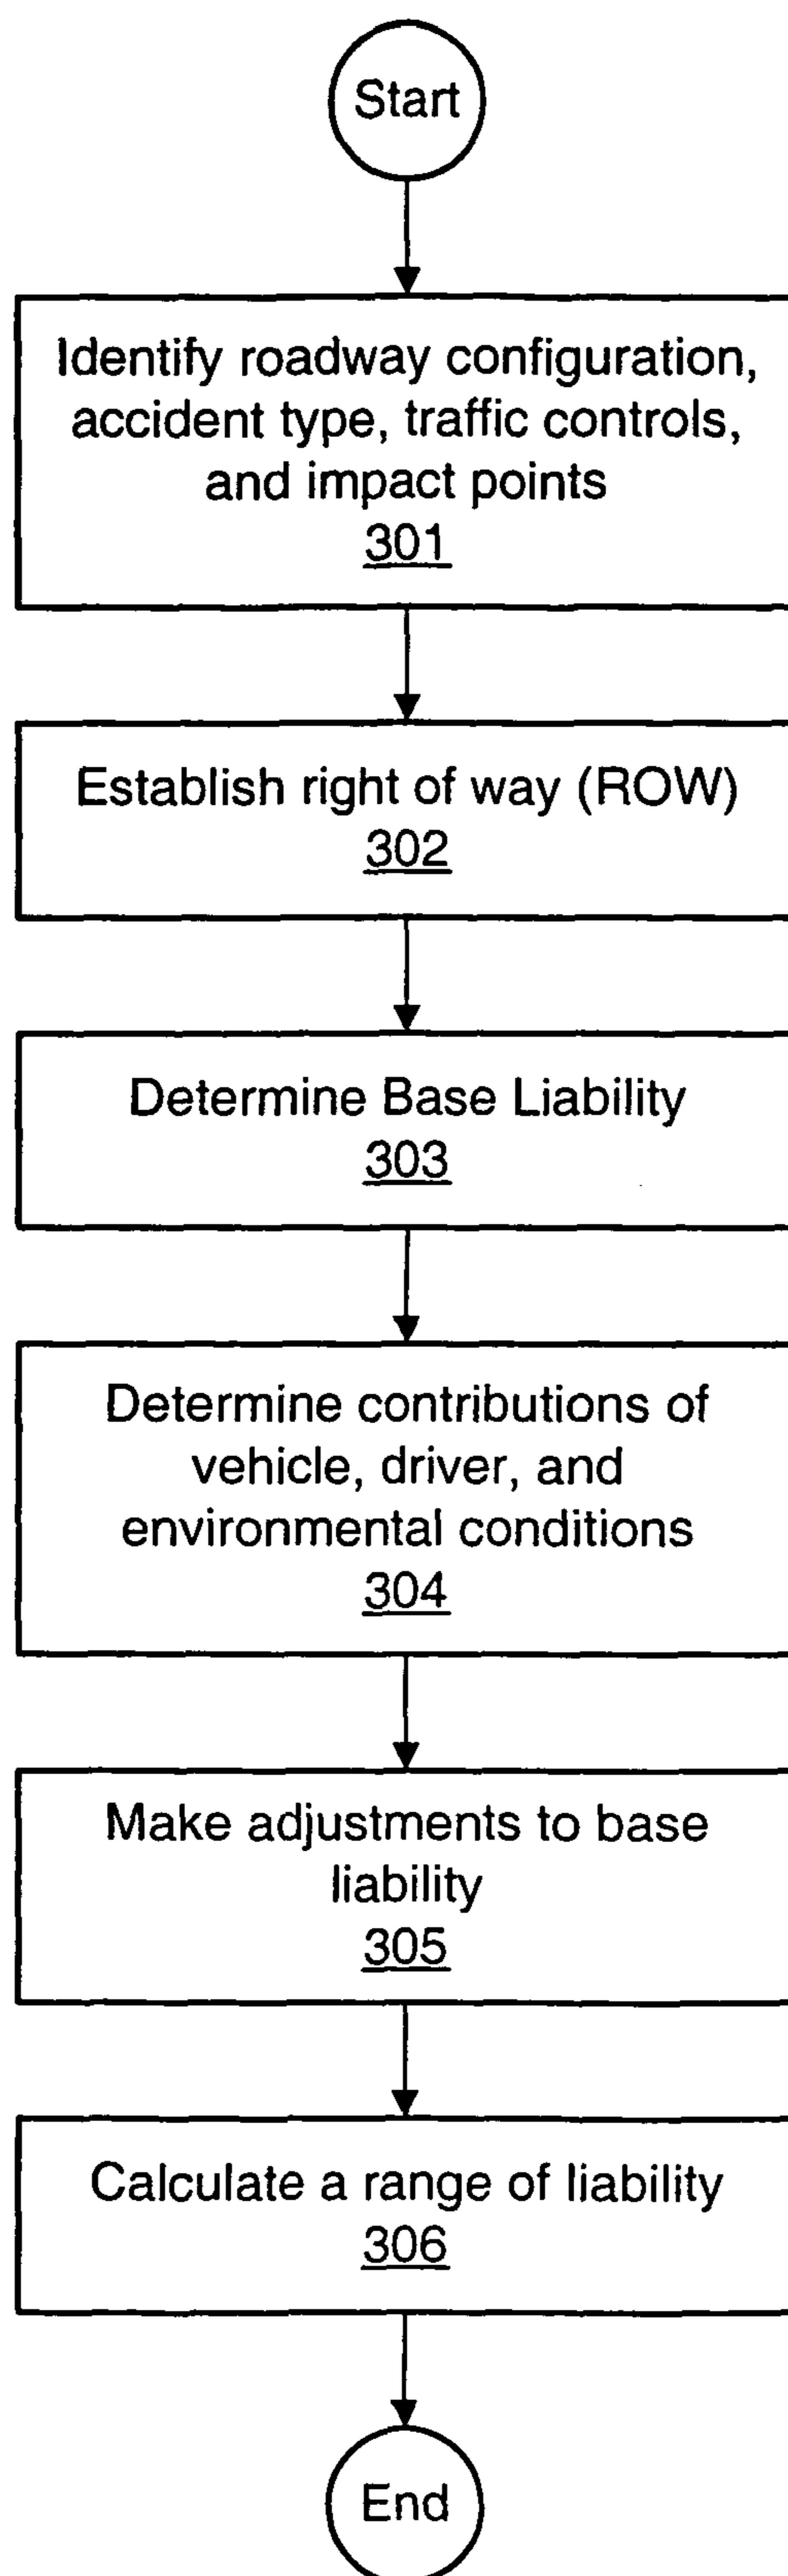 Start
Identify roadway configuration,
accident type, traffic controls,
and impact points
301
Establish right of way (ROW)
302
Determine Base Liability
303
Determine contributions of
vehicle, driver, and
environmental conditions
304
Make adjustments to base
liability
305
Calculate a range of liability
306
End